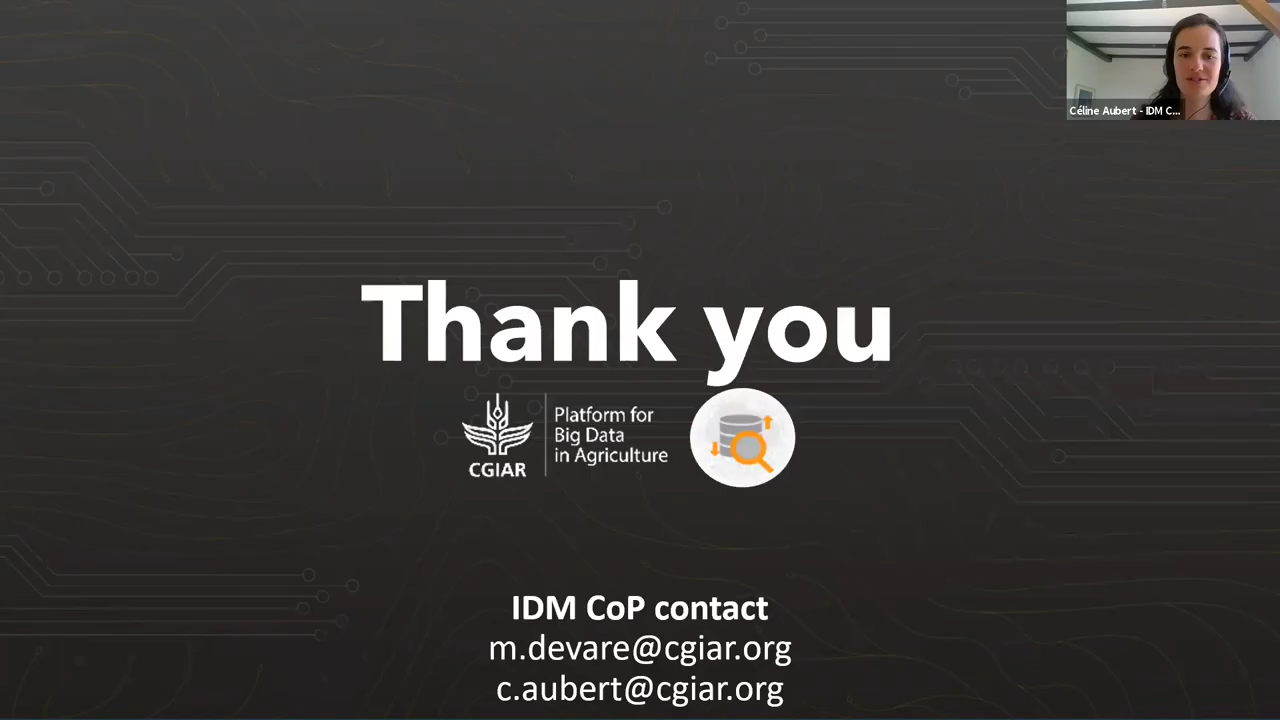 Céline Aubert - IDM C...
Thank you
CGIAR
Platform for
Big Data
in Agriculture
IDM CoP contact
m.devare@cgiar.org
c.aubert@cgiar.org